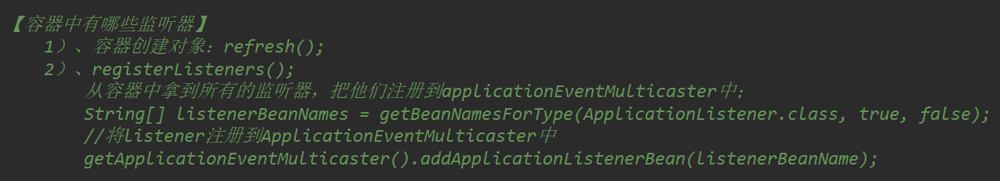 【容器中有哪些监听器】
1）、容器创建对象：refresh();
2）、registerListeners();
从容器中拿到所有的监听器，把他们注册到applicationEventMulticaster中；
String[] listenerBeanNames = getBeanNamesForType(ApplicationListener.class, true, false);
//将listener注册到ApplicationEventMulticaster中
getApplicationEventMulticaster().addApplicationListenerBean(listenerBeanName);